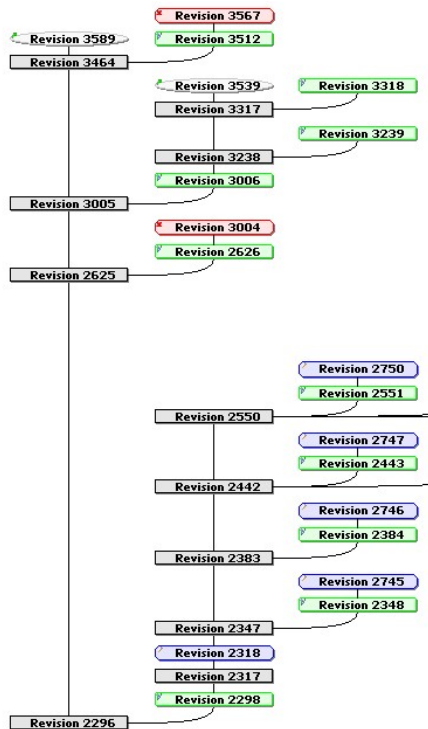 Revision 3567
Revision 3589
Revision 3512
Revision 3464
Revision 3539
Revision 3318
Revision 3317
Revision 3239
Revision 3238
Revision 3006
Revision 3005
Revision 3004
Revision 2626
Revision 2625
Revision 2750
Revision 2551
Revision 2550
Revision 2747
Revision 2443
Revision 2442
Revision 2746
Revision 2384
Revision 2383
Revision 2745
Revision 2348
Revision 2347
Revision 2318
Revision 2317
Revision 2298
Revision 2296